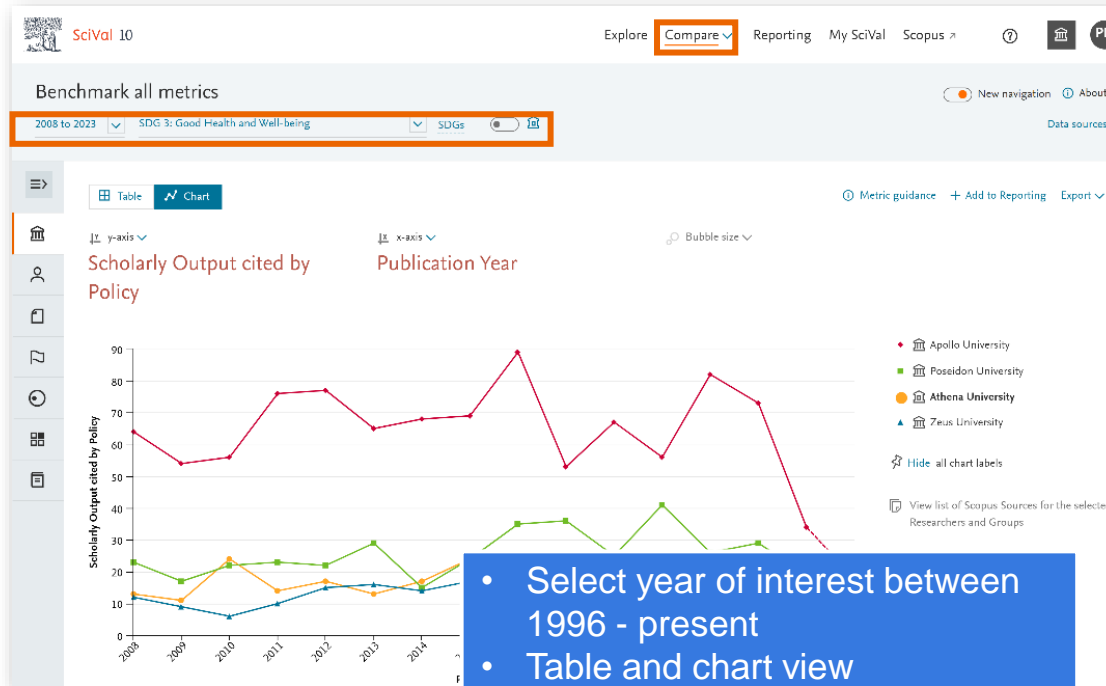 SciVal 10
Explore Compare Reporting My SciVal Scopus
Benchmark all metrics
New navigation About
2008 to 2023 SDG 3: Good Health and Well-being SDGs
Data sources
Table Chart
Metric guidance + Add to Reporting Export
y-axis x-axis Bubble size
Scholarly Output cited by Policy
Publication Year
90
80
70
60
50
40
30
20
10
0
Scholarly Output cited by Policy
2008 2009 2010 2011 2012 2013 2014
Apollo University
Poseidon University
Athena University
Zeus University
Hide all chart labels
View list of Scopus Sources for the selecte
Researchers and Groups
• Select year of interest between
1996 - present
• Table and chart view